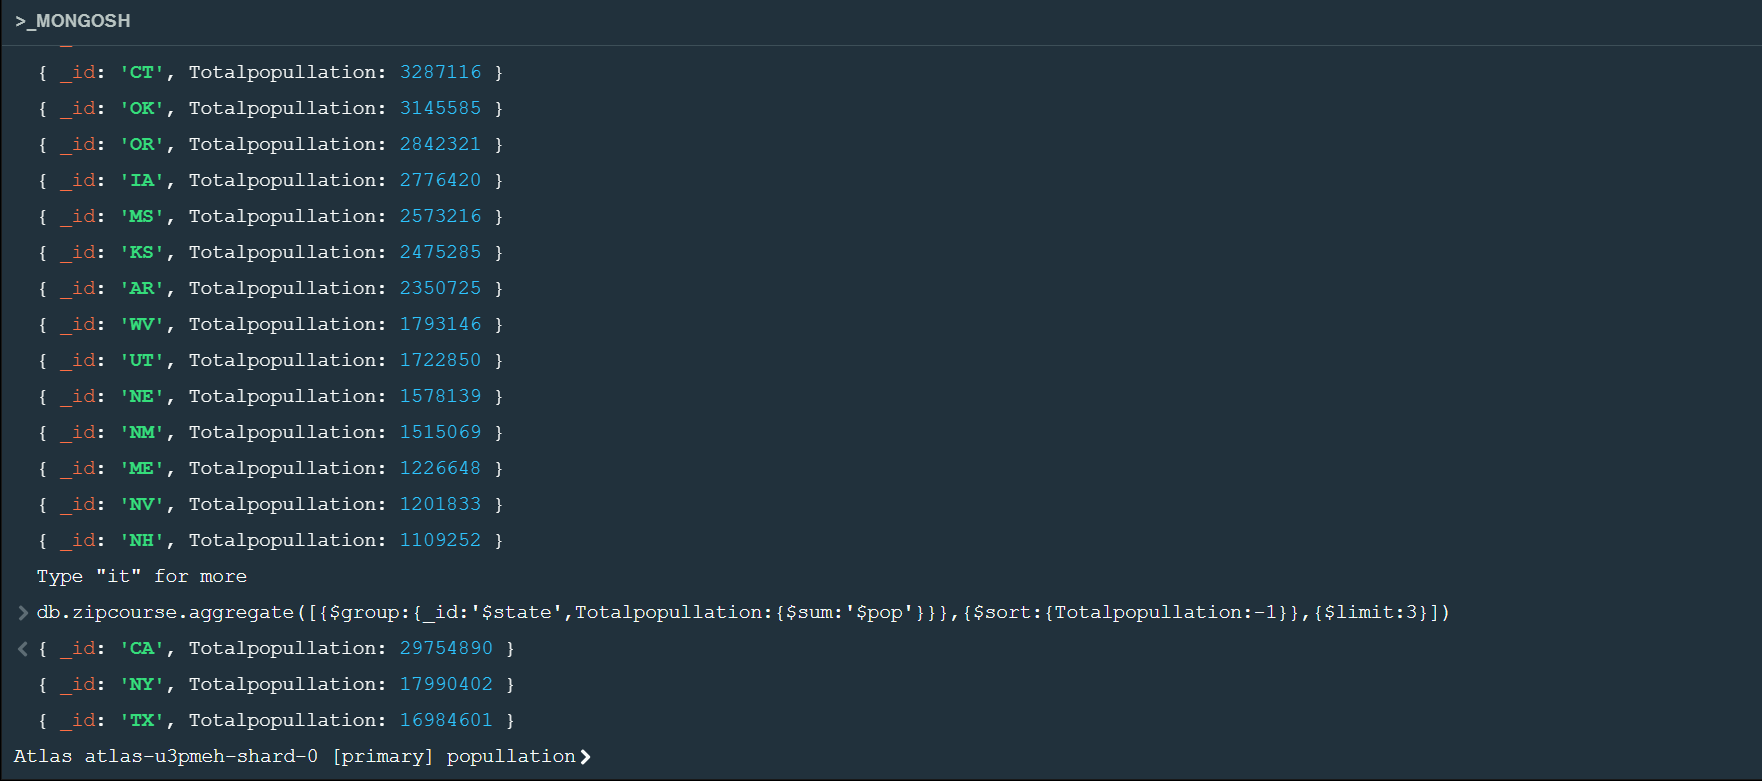 >_MONGOSH
{ _id: 'CT', Totalpopullation: 3287116 }
{ _id: 'OK', Totalpopullation: 3145585 }
{ _id: 'OR', Totalpopullation: 2842321 }
{ _id: 'IA', Totalpopullation: 2776420 }
{ _id: 'MS', Totalpopullation: 2573216 }
{ _id: 'KS', Totalpopullation: 2475285 }
{ _id: 'AR', Totalpopullation: 2350725 }
{ _id: 'WV', Totalpopullation: 1793146 }
{ _id: 'UT', Totalpopullation: 1722850 }
{ _id: 'NE', Totalpopullation: 1578139 }
{ _id: 'NM', Totalpopullation: 1515069 }
{ _id: 'ME', Totalpopullation: 1226648 }
{ _id: 'NV', Totalpopullation: 1201833 }
{ _id: 'NH', Totalpopullation: 1109252 }
Type "it" for more
> db.zipcourse.aggregate([{$group:{_id:'$state',Totalpopullation:{$sum:'$pop'}}},{$sort:{Totalpopullation:-1}},{$limit:3}])
< { _id: 'CA', Totalpopullation: 29754890 }
{ _id: 'NY', Totalpopullation: 17990402 }
{ _id: 'TX', Totalpopullation: 16984601 }
Atlas atlas-u3pmeh-shard-0 [primary] popullation>